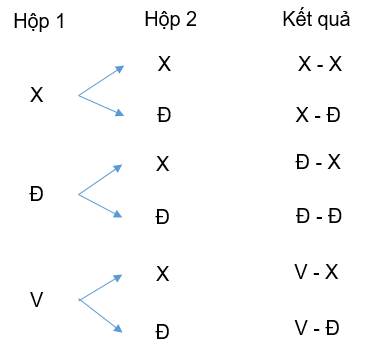 Hộp 1 Hộp 2 Kết quả
X X - X
X
Đ X - Đ
X Đ - X
Đ
Đ Đ - Đ
X V - X
V
Đ V - Đ